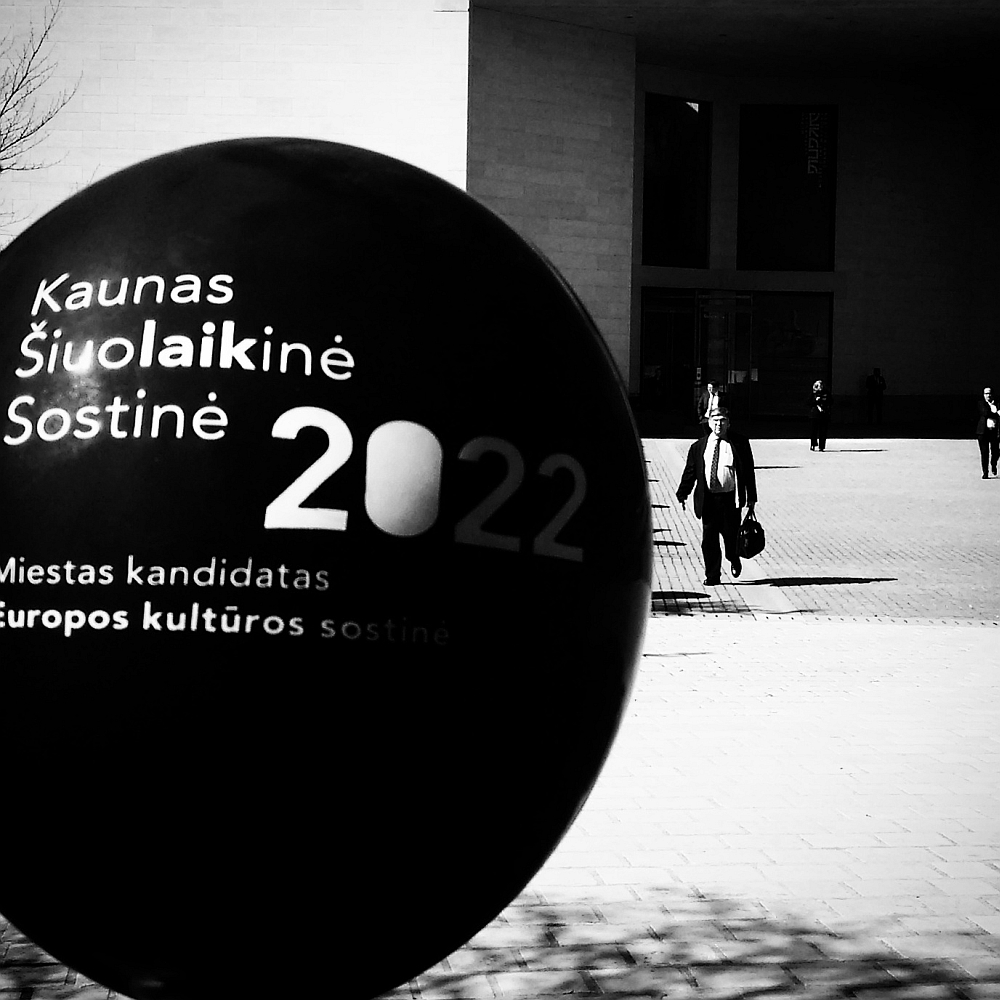 Kaunas
Šiuolaikinė
Sostinė
2022
Miestas kandidatas
Europos kultūros sostinė